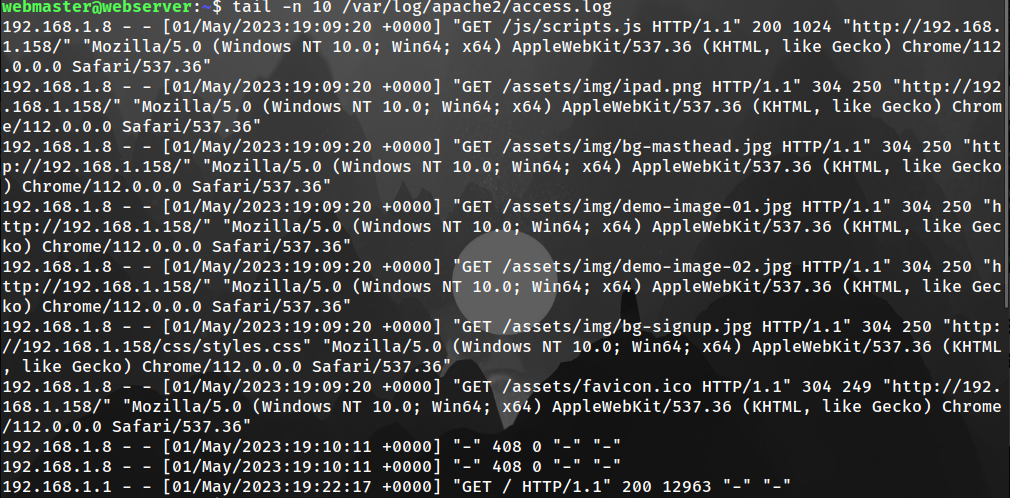 webmaster@webserver:~$ tail -n 10 /var/log/apache2/access.log
192.168.1.8 - - [01/May/2023:19:09:20 +0000] "GET /js/scripts.js HTTP/1.1" 200 1024 "http://192.168.
1.158/" "Mozilla/5.0 (Windows NT 10.0; Win64; x64) AppleWebKit/537.36 (KHTML, like Gecko) Chrome/112
.0.0.0 Safari/537.36"
192.168.1.8 - - [01/May/2023:19:09:20 +0000] "GET /assets/img/ipad.png HTTP/1.1" 304 250 "http://192
.168.1.158/" "Mozilla/5.0 (Windows NT 10.0; Win64; x64) AppleWebKit/537.36 (KHTML, like Gecko) Chrom
e/112.0.0.0 Safari/537.36"
192.168.1.8 - - [01/May/2023:19:09:20 +0000] "GET /assets/img/bg-masthead.jpg HTTP/1.1" 304 250 "htt
p://192.168.1.158/" "Mozilla/5.0 (Windows NT 10.0; Win64; x64) AppleWebKit/537.36 (KHTML, like Gecko
) Chrome/112.0.0.0 Safari/537.36"
192.168.1.8 - - [01/May/2023:19:09:20 +0000] "GET /assets/img/demo-image-01.jpg HTTP/1.1" 304 250 "h
ttp://192.168.1.158/" "Mozilla/5.0 (Windows NT 10.0; Win64; x64) AppleWebKit/537.36 (KHTML, like Gec
ko) Chrome/112.0.0.0 Safari/537.36"
192.168.1.8 - - [01/May/2023:19:09:20 +0000] "GET /assets/img/demo-image-02.jpg HTTP/1.1" 304 250 "h
ttp://192.168.1.158/" "Mozilla/5.0 (Windows NT 10.0; Win64; x64) AppleWebKit/537.36 (KHTML, like Gec
ko) Chrome/112.0.0.0 Safari/537.36"
192.168.1.8 - - [01/May/2023:19:09:20 +0000] "GET /assets/img/bg-signup.jpg HTTP/1.1" 304 250 "http:
//192.168.1.158/css/styles.css" "Mozilla/5.0 (Windows NT 10.0; Win64; x64) AppleWebKit/537.36 (KHTML
, like Gecko) Chrome/112.0.0.0 Safari/537.36"
192.168.1.8 - - [01/May/2023:19:09:20 +0000] "GET /assets/favicon.ico HTTP/1.1" 304 249 "http://192.
168.1.158/" "Mozilla/5.0 (Windows NT 10.0; Win64; x64) AppleWebKit/537.36 (KHTML, like Gecko) Chrome
/112.0.0.0 Safari/537.36"
192.168.1.8 - - [01/May/2023:19:10:11 +0000] "-" 408 0 "-" "-"
192.168.1.8 - - [01/May/2023:19:10:11 +0000] "-" 408 0 "-" "-"
192.168.1.1 - - [01/May/2023:19:22:17 +0000] "GET / HTTP/1.1" 200 12963 "-" "-"